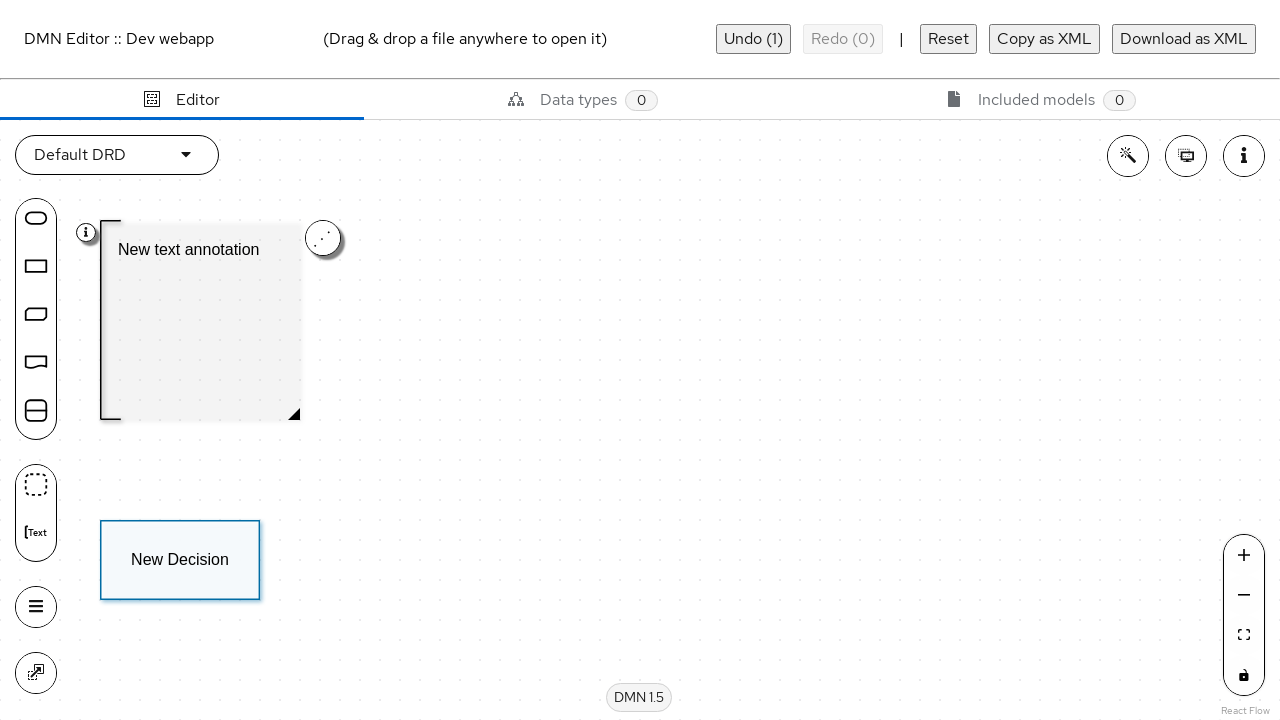 DMN Editor :: Dev webapp
(Drag & drop a file anywhere to open it)
Undo (1)
Redo (0)
|
Reset
Copy as XML
Download as XML
Editor
Data types 0
Included models 0
Default DRD
New text annotation
Text
New Decision
DMN 1.5
React Flow